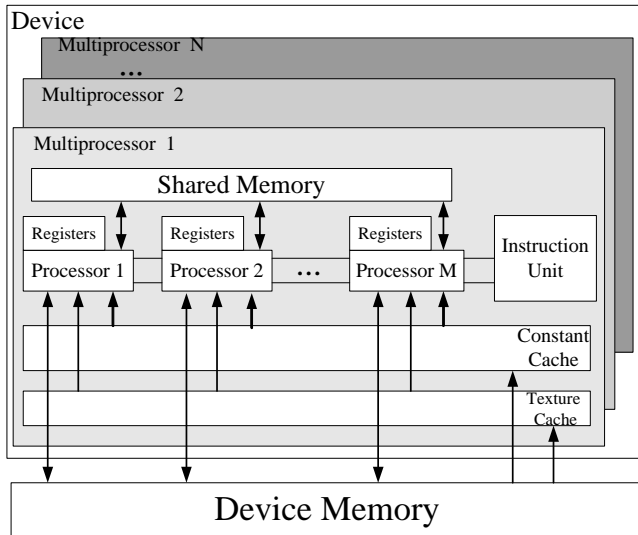 Device
Multiprocessor N
...
Multiprocessor 2
Multiprocessor 1
Shared Memory
Registers Registers Registers
Instruction
Unit
Processor 1 Processor 2 ... Processor M
Constant
Cache
Texture
Cache
Device Memory